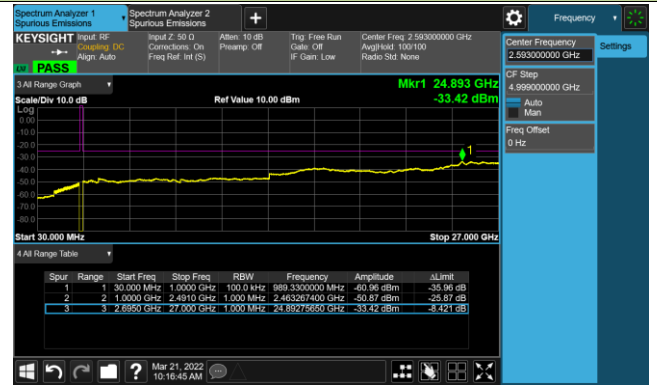 Spectrum Analyzer 1
Spurious Emissions
Spectrum Analyzer 2
Spurious Emissions
Frequency
KEYSIGHT
Input: RF
Coupling: DC
Align: Auto
Input Z: 50 Ω
Corrections: On
Freq Ref: Int (S)
Atten: 10 dB
Preamp: Off
Trig: Free Run
Gate: Off
IF Gain: Low
Center Freq: 2.593000000 GHz
Avg|Hold: 100/100
Radio Std: None
LM PASS
Center Frequency
2.593000000 GHz
Settings
CF Step
4.999000000 GHz
Auto
Man
Freq Offset
0 Hz
3 All Range Graph
Mkr1 24.893 GHz
Scale/Div 10.0 dB
Ref Value 10.00 dBm
-33.42 dBm
Log
0.00
-10.0
-20.0
-30.0
-40.0
-50.0
-60.0
-70.0
-80.0
1
Start 30.000 MHz
Stop 27.000 GHz
4 All Range Table
Spur Range Start Freq Stop Freq RBW Frequency Amplitude ΔLimit
1 1 30.000 MHz 1.0000 GHz 100.0 kHz 989.3300000 MHz -60.96 dBm -35.96 dB
2 2 1.0000 GHz 2.4910 GHz 1.000 MHz 2.463267400 GHz -50.87 dBm -25.87 dB
3 3 2.6950 GHz 27.000 GHz 1.000 MHz 24.89275650 GHz -33.42 dBm -8.421 dB
Mar 21, 2022
10:16:45 AM